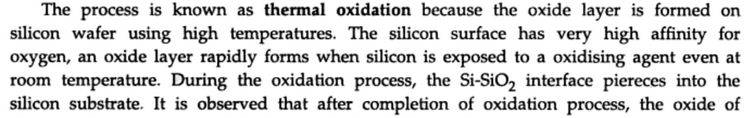 The process is known as thermal oxidation because the oxide layer is formed on
silicon wafer using high temperatures. The silicon surface has very high affinity for
oxygen, an oxide layer rapidly forms when silicon is exposed to a oxidising agent even at
room temperature. During the oxidation process, the Si-SiO₂ interface piereces into the
silicon substrate. It is observed that after completion of oxidation process, the oxide of